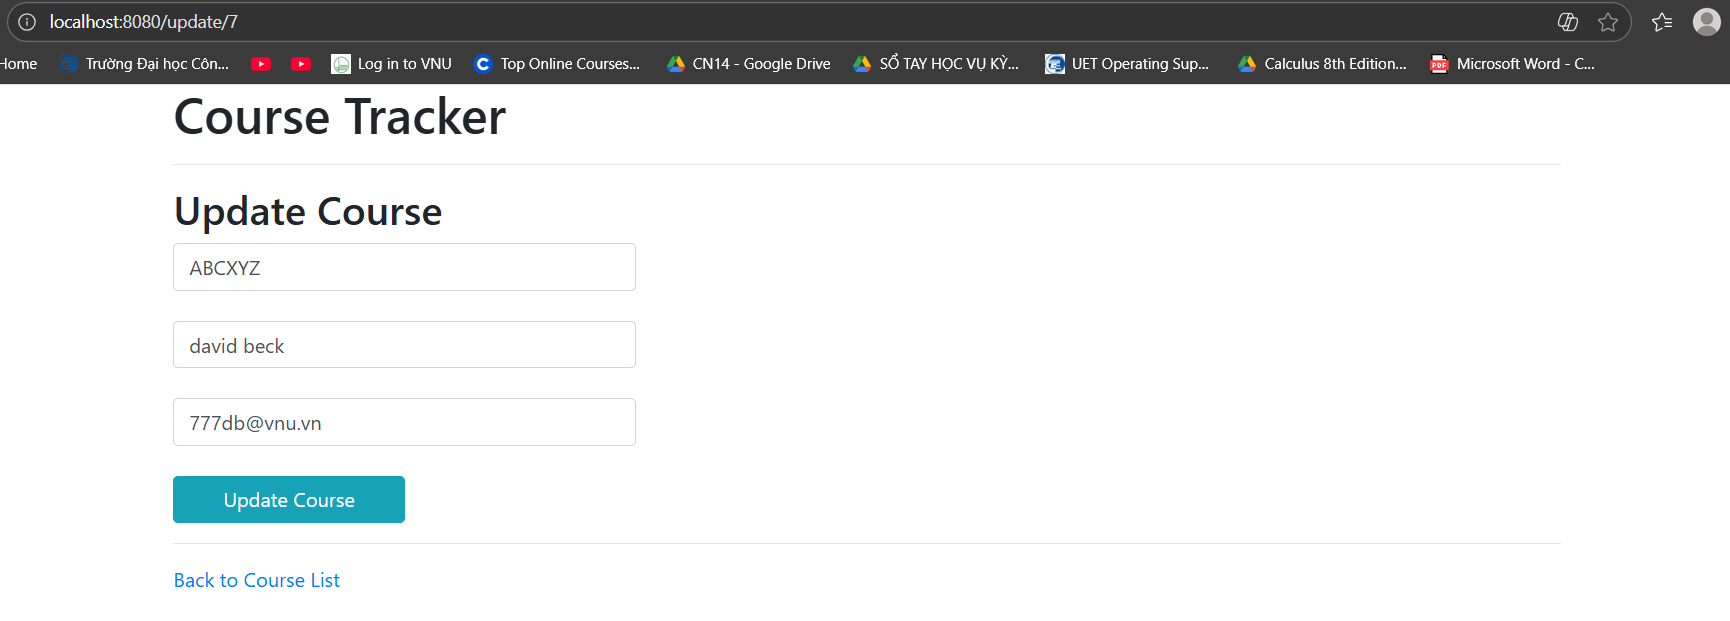 localhost:8080/update/7
Home Trường Đại học Côn... Log in to VNU Top Online Courses... CN14 - Google Drive SỔ TAY HỌC VỤ KỲ... UET Operating Sup... Calculus 8th Edition... PDF Microsoft Word - C...
Course Tracker
Update Course
ABCXYZ
david beck
777db@vnu.vn
Update Course
Back to Course List